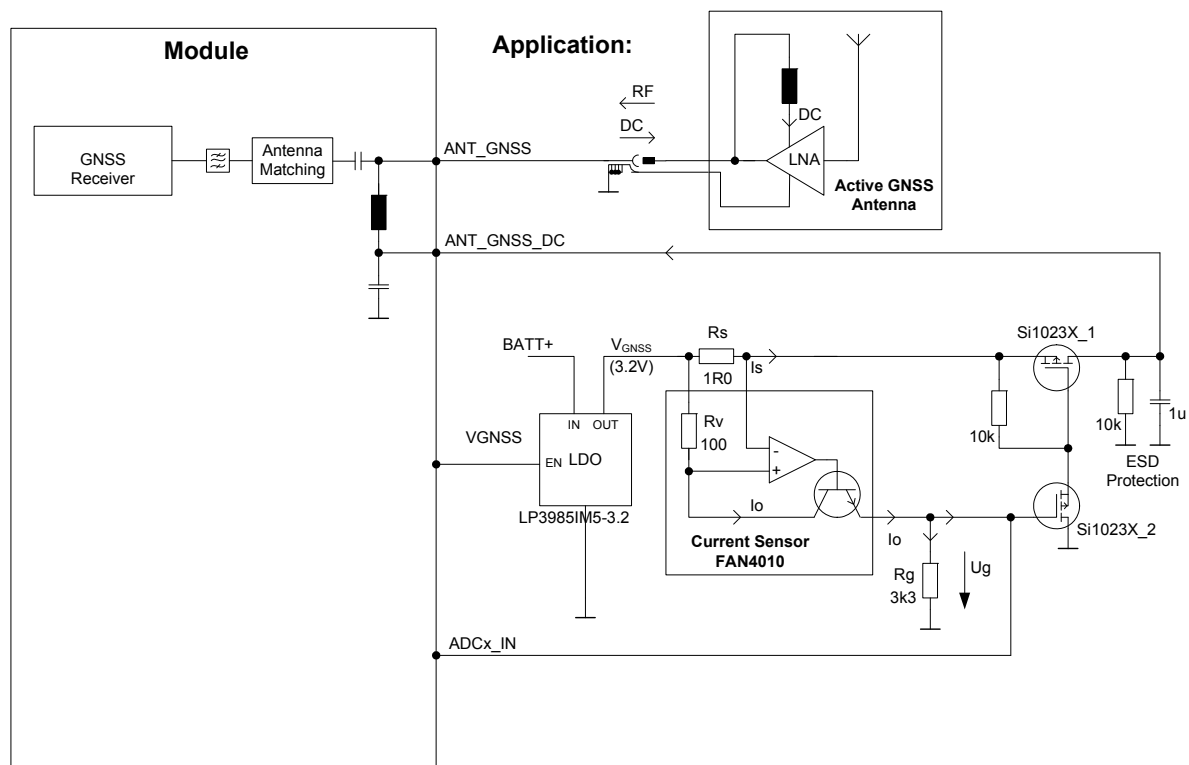 Module
Application:
GNSS
Receiver
Antenna
Matching
ANT_GNSS
RF
DC
DC
LNA
Active GNSS
Antenna
ANT_GNSS_DC
BATT+
VGNSS
(3.2V)
Rs
1R0
Is
Si1023X_1
IN OUT
VGNSS
EN LDO
LP3985IM5-3.2
Rv
100
-
+
Io
Current Sensor
FAN4010
Io
Rg
3k3
Ug
10k
10k
1u
ESD
Protection
Si1023X_2
ADCx_IN